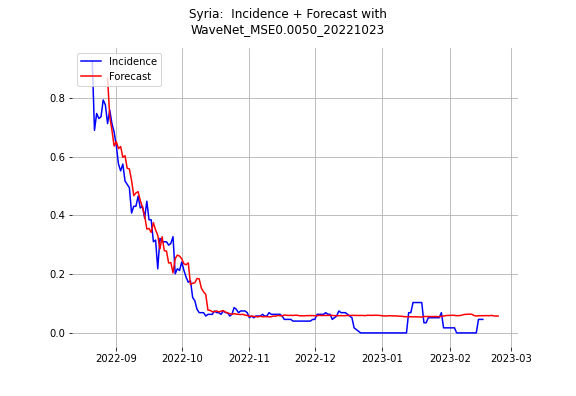 Syria:  Incidence + Forecast with
WaveNet_MSE0.0050_20221023
Incidence
Forecast
0.8
0.6
0.4
0.2
0.0
2022-09 2022-10 2022-11 2022-12 2023-01 2023-02 2023-03